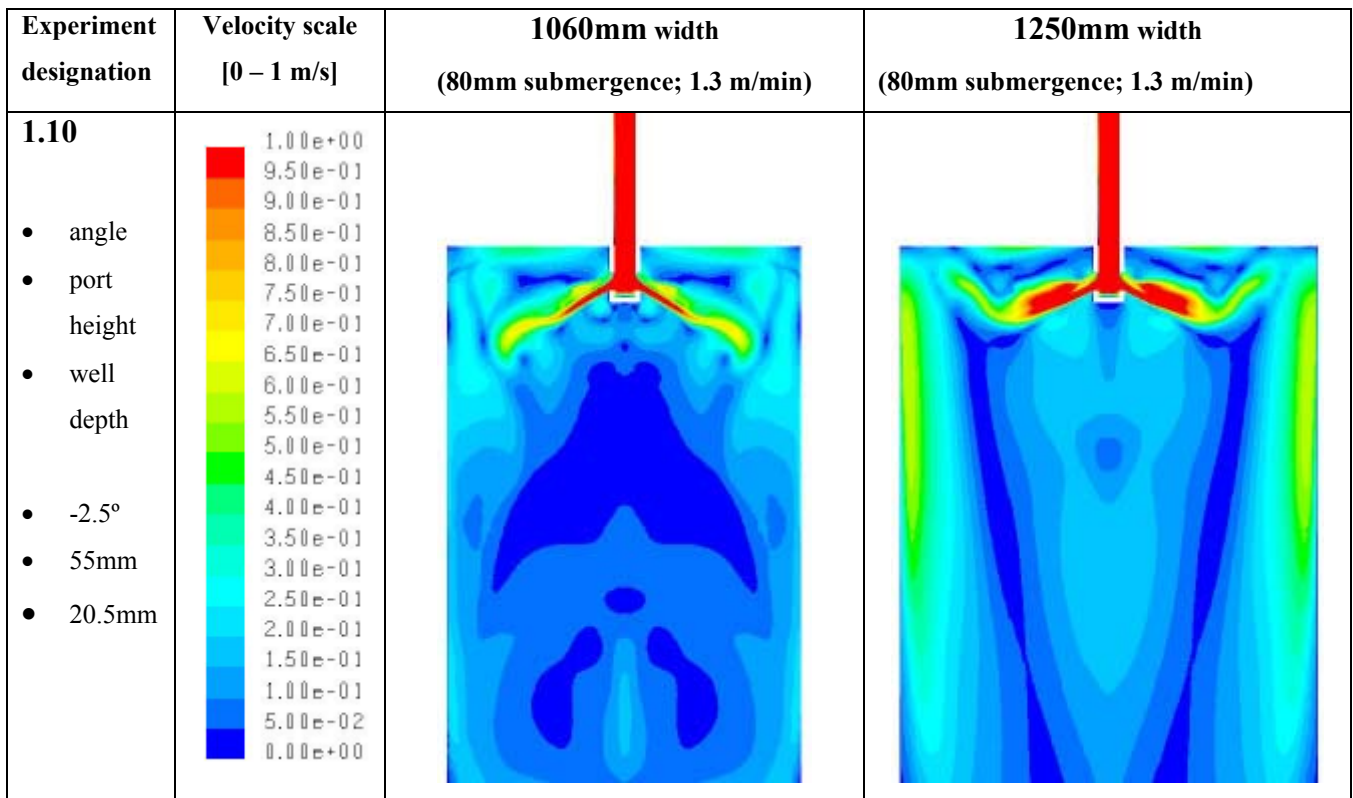 Experiment
designation
Velocity scale
[0 – 1 m/s]
1060mm width
(80mm submergence; 1.3 m/min)
1250mm width
(80mm submergence; 1.3 m/min)
1.10
• angle
• port
height
• well
depth
• -2.5º
• 55mm
• 20.5mm
1.00e+00
9.50e-01
9.00e-01
8.50e-01
8.00e-01
7.50e-01
7.00e-01
6.50e-01
6.00e-01
5.50e-01
5.00e-01
4.50e-01
4.00e-01
3.50e-01
3.00e-01
2.50e-01
2.00e-01
1.50e-01
1.00e-01
5.00e-02
0.00e+00